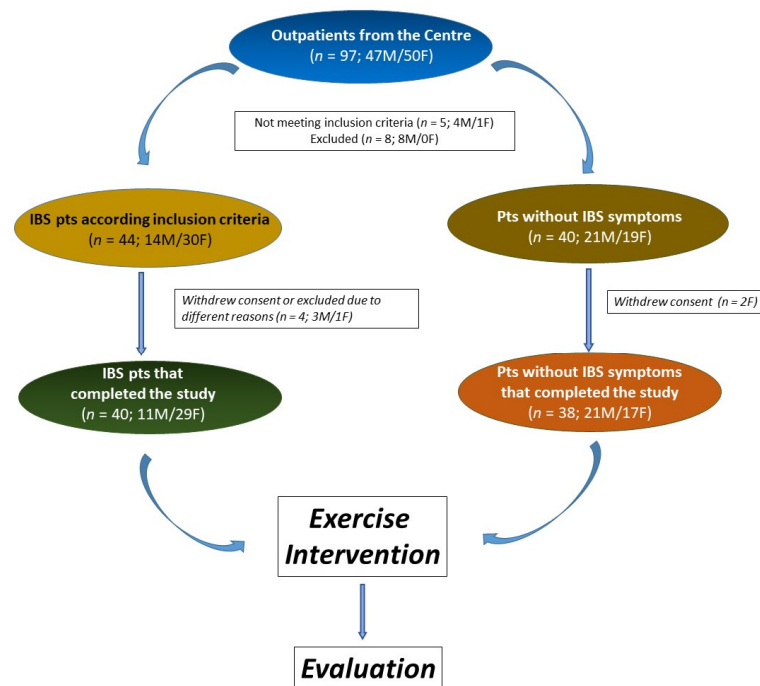 Outpatients from the Centre
(n = 97; 47M/50F)
Not meeting inclusion criteria (n = 5; 4M/1F)
Excluded (n = 8; 8M/0F)
IBS pts according inclusion criteria
(n = 44; 14M/30F)
Pts without IBS symptoms
(n = 40; 21M/19F)
Withdrew consent or excluded due to
different reasons (n = 4; 3M/1F)
Withdrew consent (n = 2F)
IBS pts that
completed the study
(n = 40; 11M/29F)
Pts without IBS symptoms
that completed the study
(n = 38; 21M/17F)
Exercise
Intervention
Evaluation